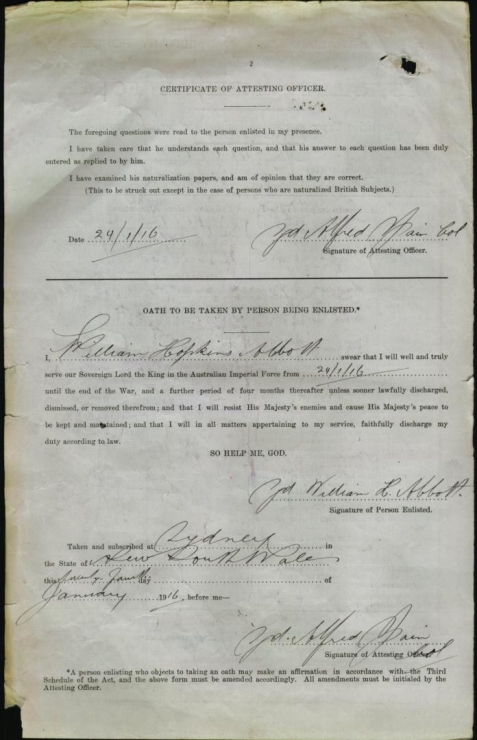 2
CERTIFICATE OF ATTESTING OFFICER.
The foregoing questions were read to the person enlisted in my presence.
I have taken care that he understands each question, and that his answer to each question has been duly
entered as replied to by him.
I have examined his naturalization papers, and am of opinion that they are correct.
(This to be struck out except in the case of persons who are naturalized British Subjects.)
Date 24/1/16 Alfred Col
Signature of Attesting Officer.
OATH TO BE TAKEN BY PERSON BEING ENLISTED.*
I, William Hopkins Abbott swear that I will well and truly
serve our Sovereign Lord the King in the Australian Imperial Force from 24/1/16
until the end of the War, and a further period of four months thereafter unless sooner lawfully discharged,
dismissed, or removed therefrom; and that I will resist His Majesty's enemies and cause His Majesty's peace to
be kept and maintained; and that I will in all matters appertaining to my service, faithfully discharge my
duty according to law.
SO HELP ME, GOD.
William H. Abbott.
Signature of Person Enlisted.
Taken and subscribed at Sydney in
the State of New South Wales
this day of
January 1916, before me—
Alfred
Signature of Attesting Officer. Col
*A person enlisting who objects to taking an oath may make an affirmation in accordance with the Third
Schedule of the Act, and the above form must be amended accordingly. All amendments must be initialed by the
Attesting Officer.